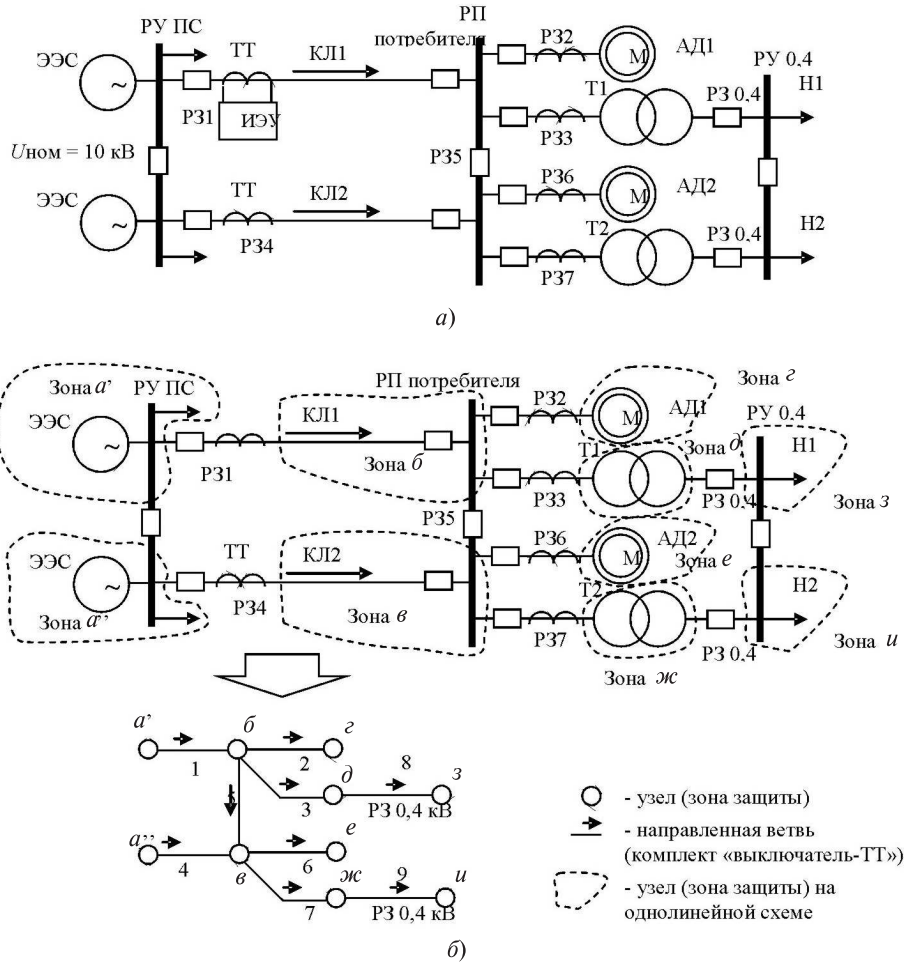 РП
РУ ПС
ТТ
КЛ1
потребителя
РЗ2
М
АД1
РУ 0,4
ЭЭС
~
РЗ1
ИЭУ
Т1
РЗ3
РЗ 0,4
Н1
Uном = 10 кВ
РЗ5
ЭЭС
~
ТТ
КЛ2
РЗ4
РЗ6
М
АД2
Т2
РЗ7
РЗ 0,4
Н2
а)
Зона а’
РУ ПС
РП потребителя
Зона г
ЭЭС
~
КЛ1
РЗ2
М
АД1
РУ 0,4
РЗ1
Зона б
Т1
Зона д
Н1
РЗ3
РЗ 0,4
Зона з
РЗ5
ЭЭС
~
ТТ
КЛ2
РЗ6
М
АД2
Зона е
Зона а’’
РЗ4
Зона в
Т2
Н2
РЗ7
РЗ 0,4
Зона и
Зона ж
а’
б
г
1
2
д
8
з
3
РЗ 0,4 кВ
а’’
е
4
в
6
ж
9
и
7
РЗ 0,4 кВ
- узел (зона защиты)
- направленная ветвь
(комплект «выключатель-ТТ»)
- узел (зона защиты) на
однолинейной схеме
б)